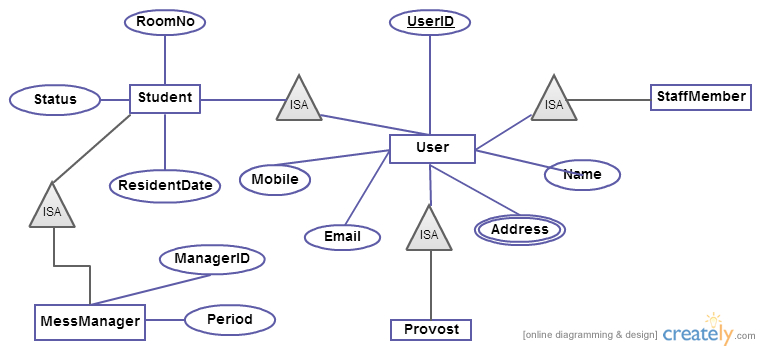 RoomNo
UserID
Status
Student
ISA
ISA
StaffMember
User
ResidentDate
Mobile
Name
ISA
Email
ISA
Address
ManagerID
MessManager
Period
Provost
[online diagramming & design] creately.com